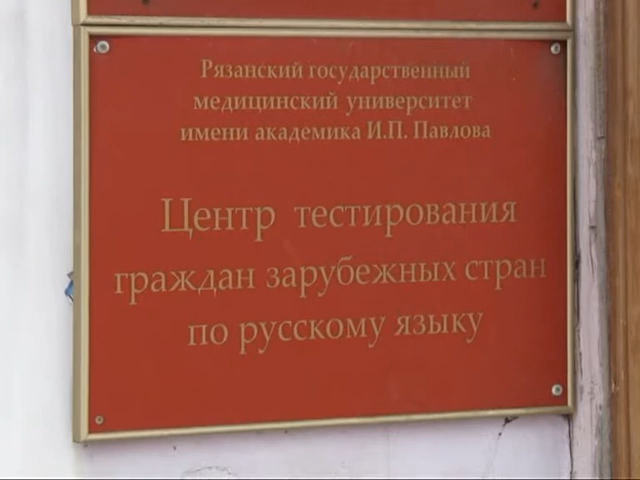 Рязанский государственный
медицинский университет
имени академика И.П. Павлова
Центр тестирования
граждан зарубежных стран
по русскому языку